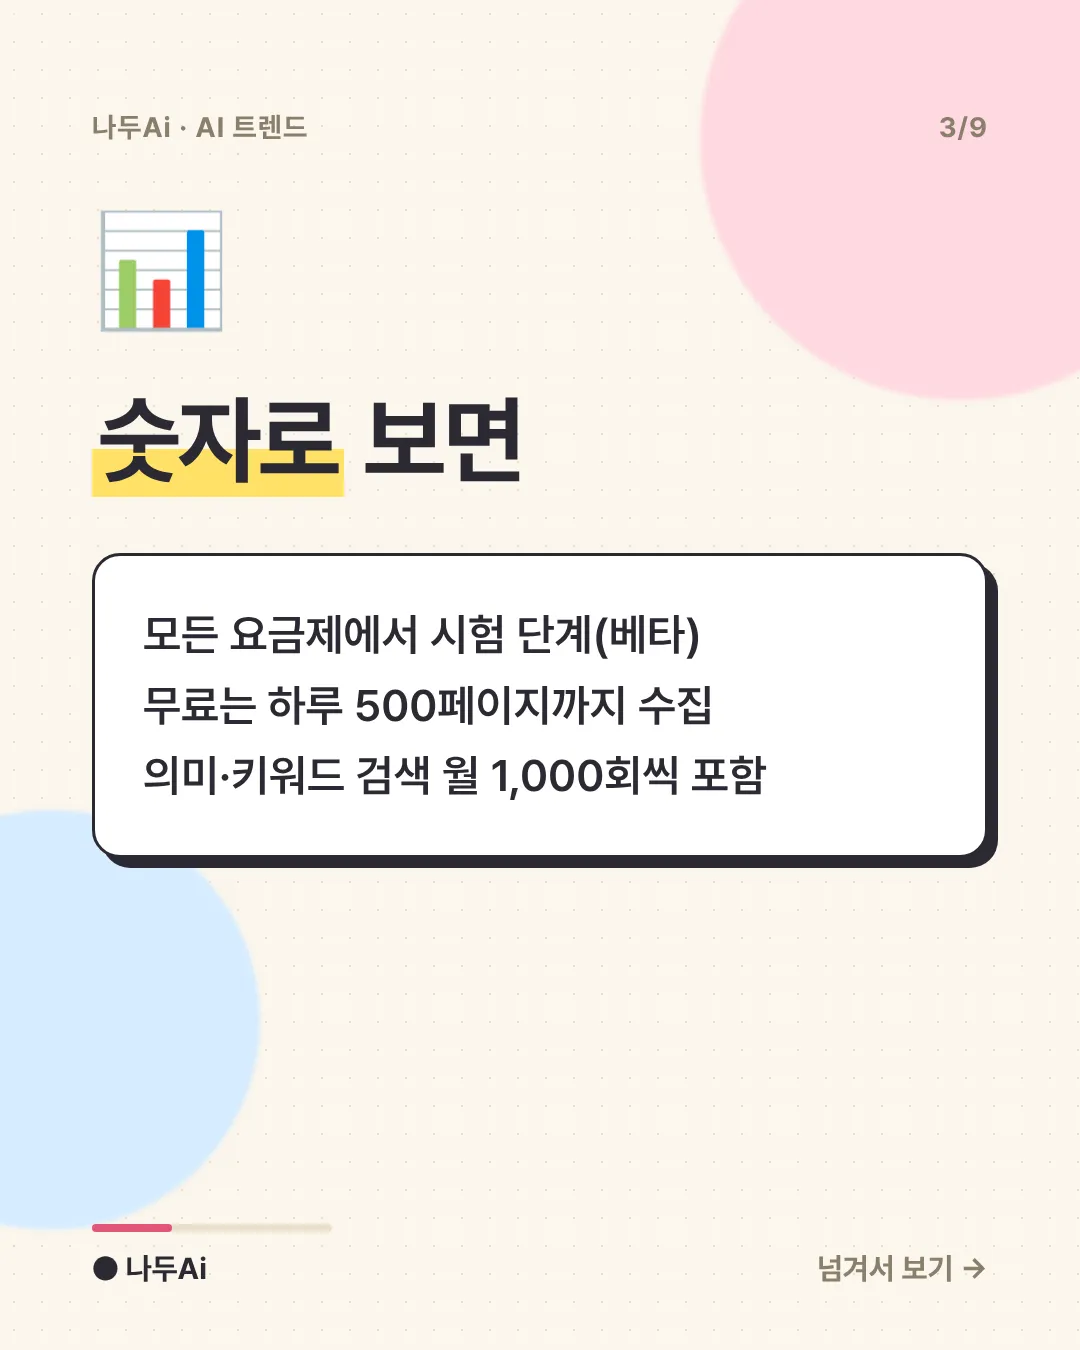 나두Ai · AI 트렌드
3/9
숫자로 보면
모든 요금제에서 시험 단계(베타)
무료는 하루 500페이지까지 수집
의미·키워드 검색 월 1,000회씩 포함
나두Ai
넘겨서 보기 →